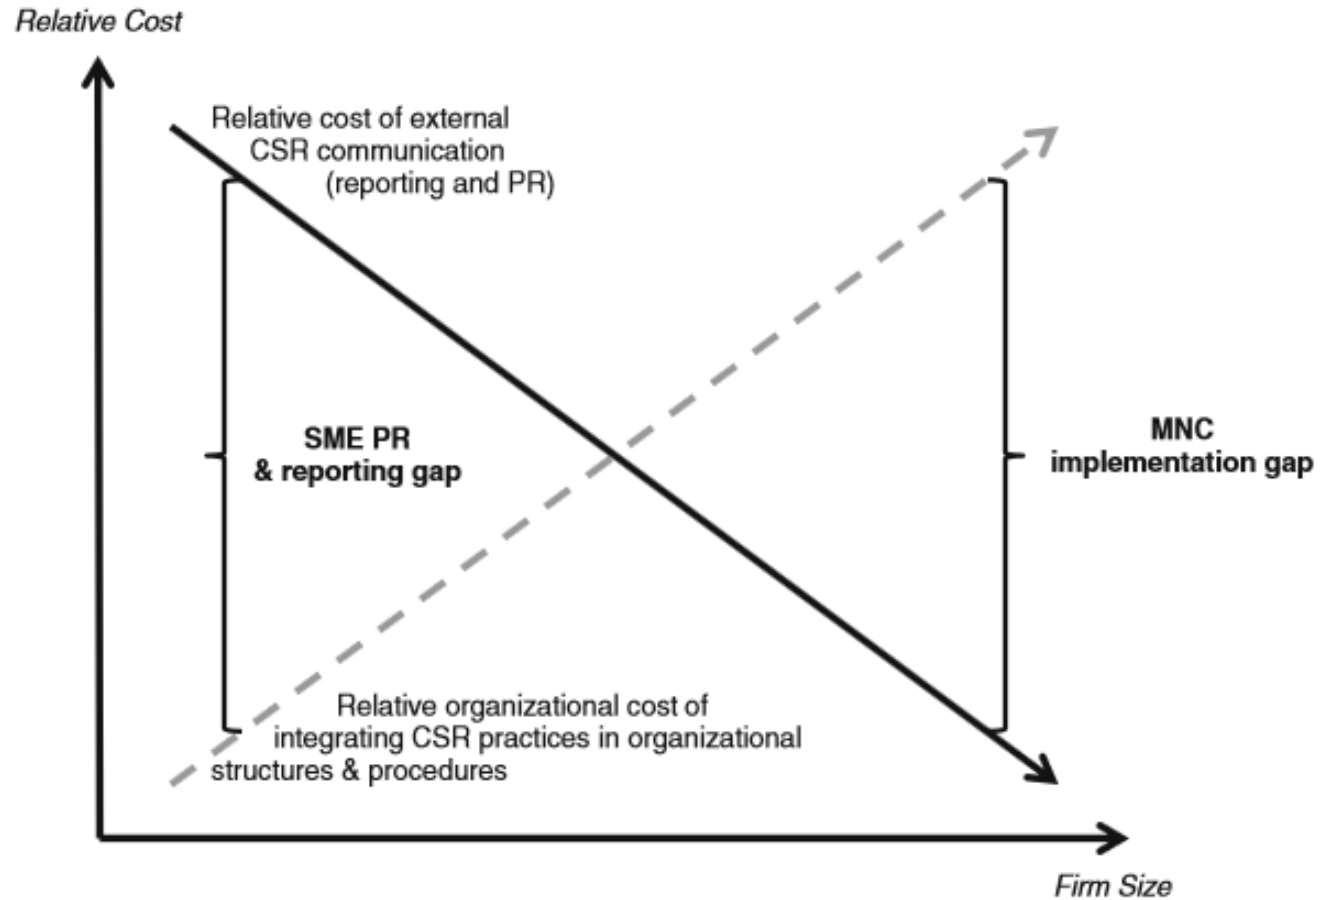 Relative Cost
Relative cost of external
CSR communication
(reporting and PR)
SME PR
& reporting gap
MNC
implementation gap
Relative organizational cost of
integrating CSR practices in organizational
structures & procedures
Firm Size